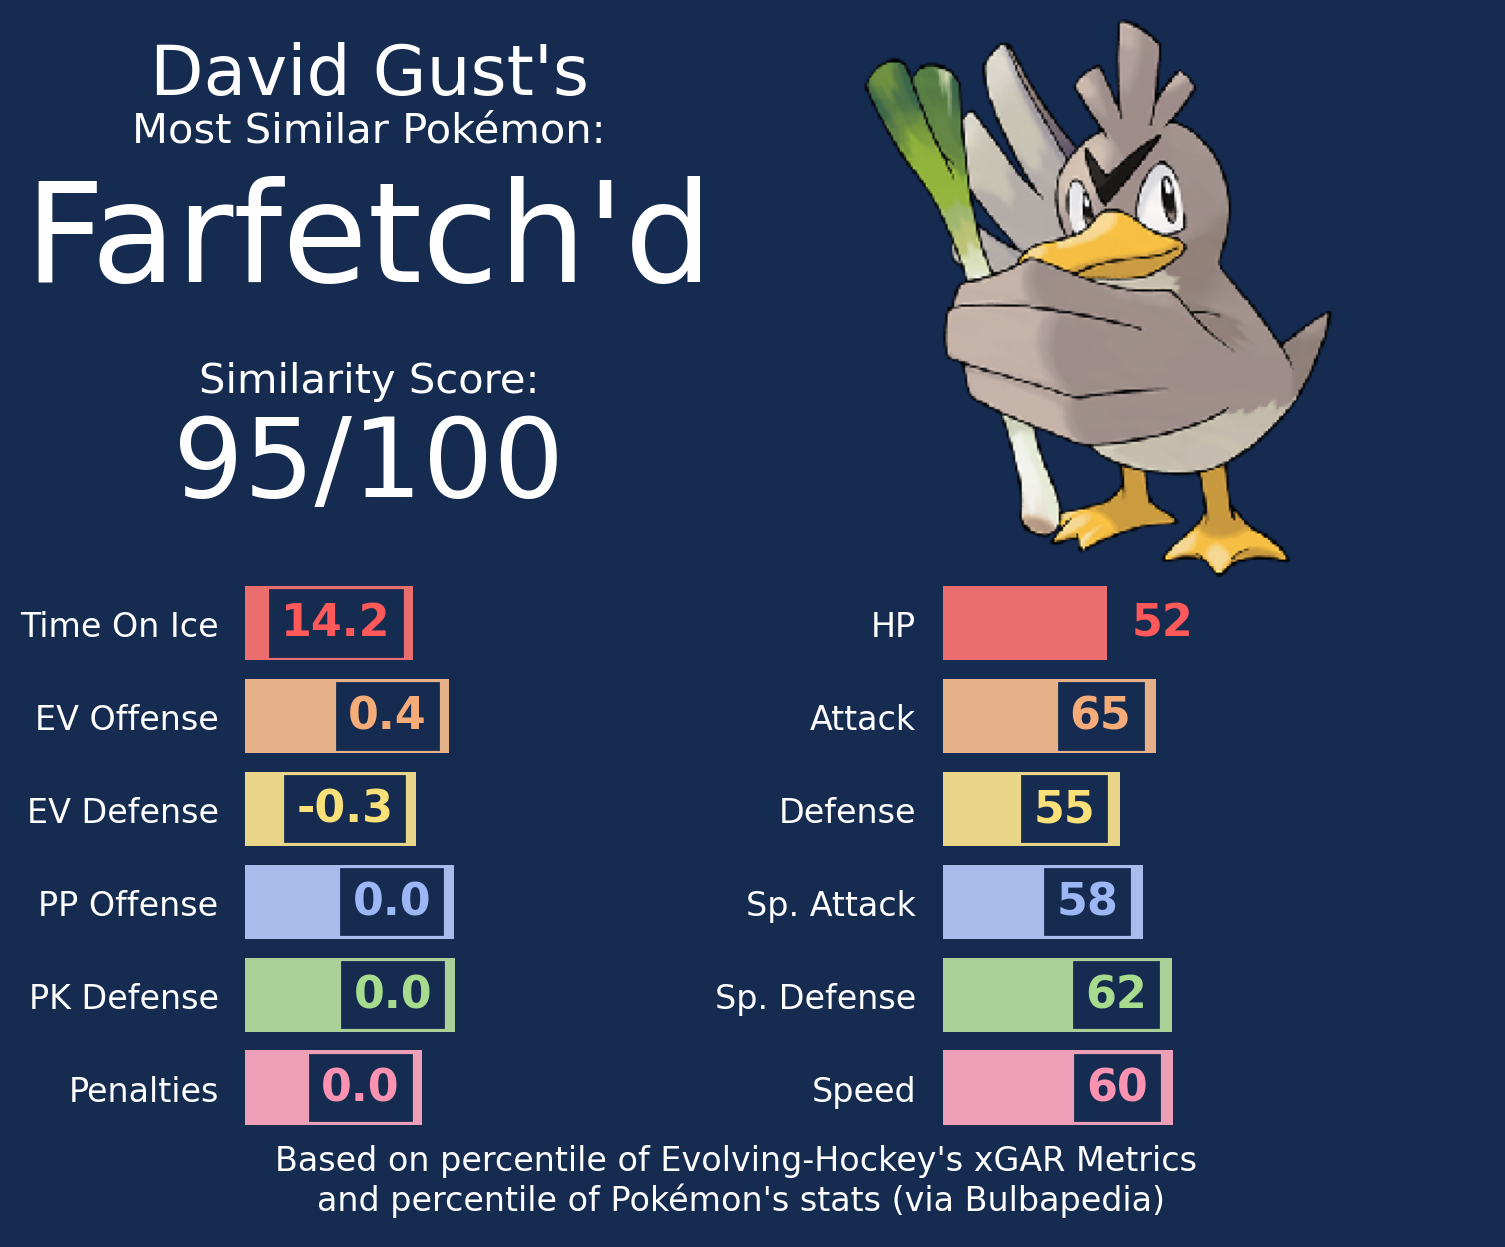 David Gust's
Most Similar Pokémon:
Farfetch'd
Similarity Score:
95/100
Time On Ice 14.2
EV Offense 0.4
EV Defense -0.3
PP Offense 0.0
PK Defense 0.0
Penalties 0.0
HP 52
Attack 65
Defense 55
Sp. Attack 58
Sp. Defense 62
Speed 60
Based on percentile of Evolving-Hockey's xGAR Metrics
and percentile of Pokémon's stats (via Bulbapedia)